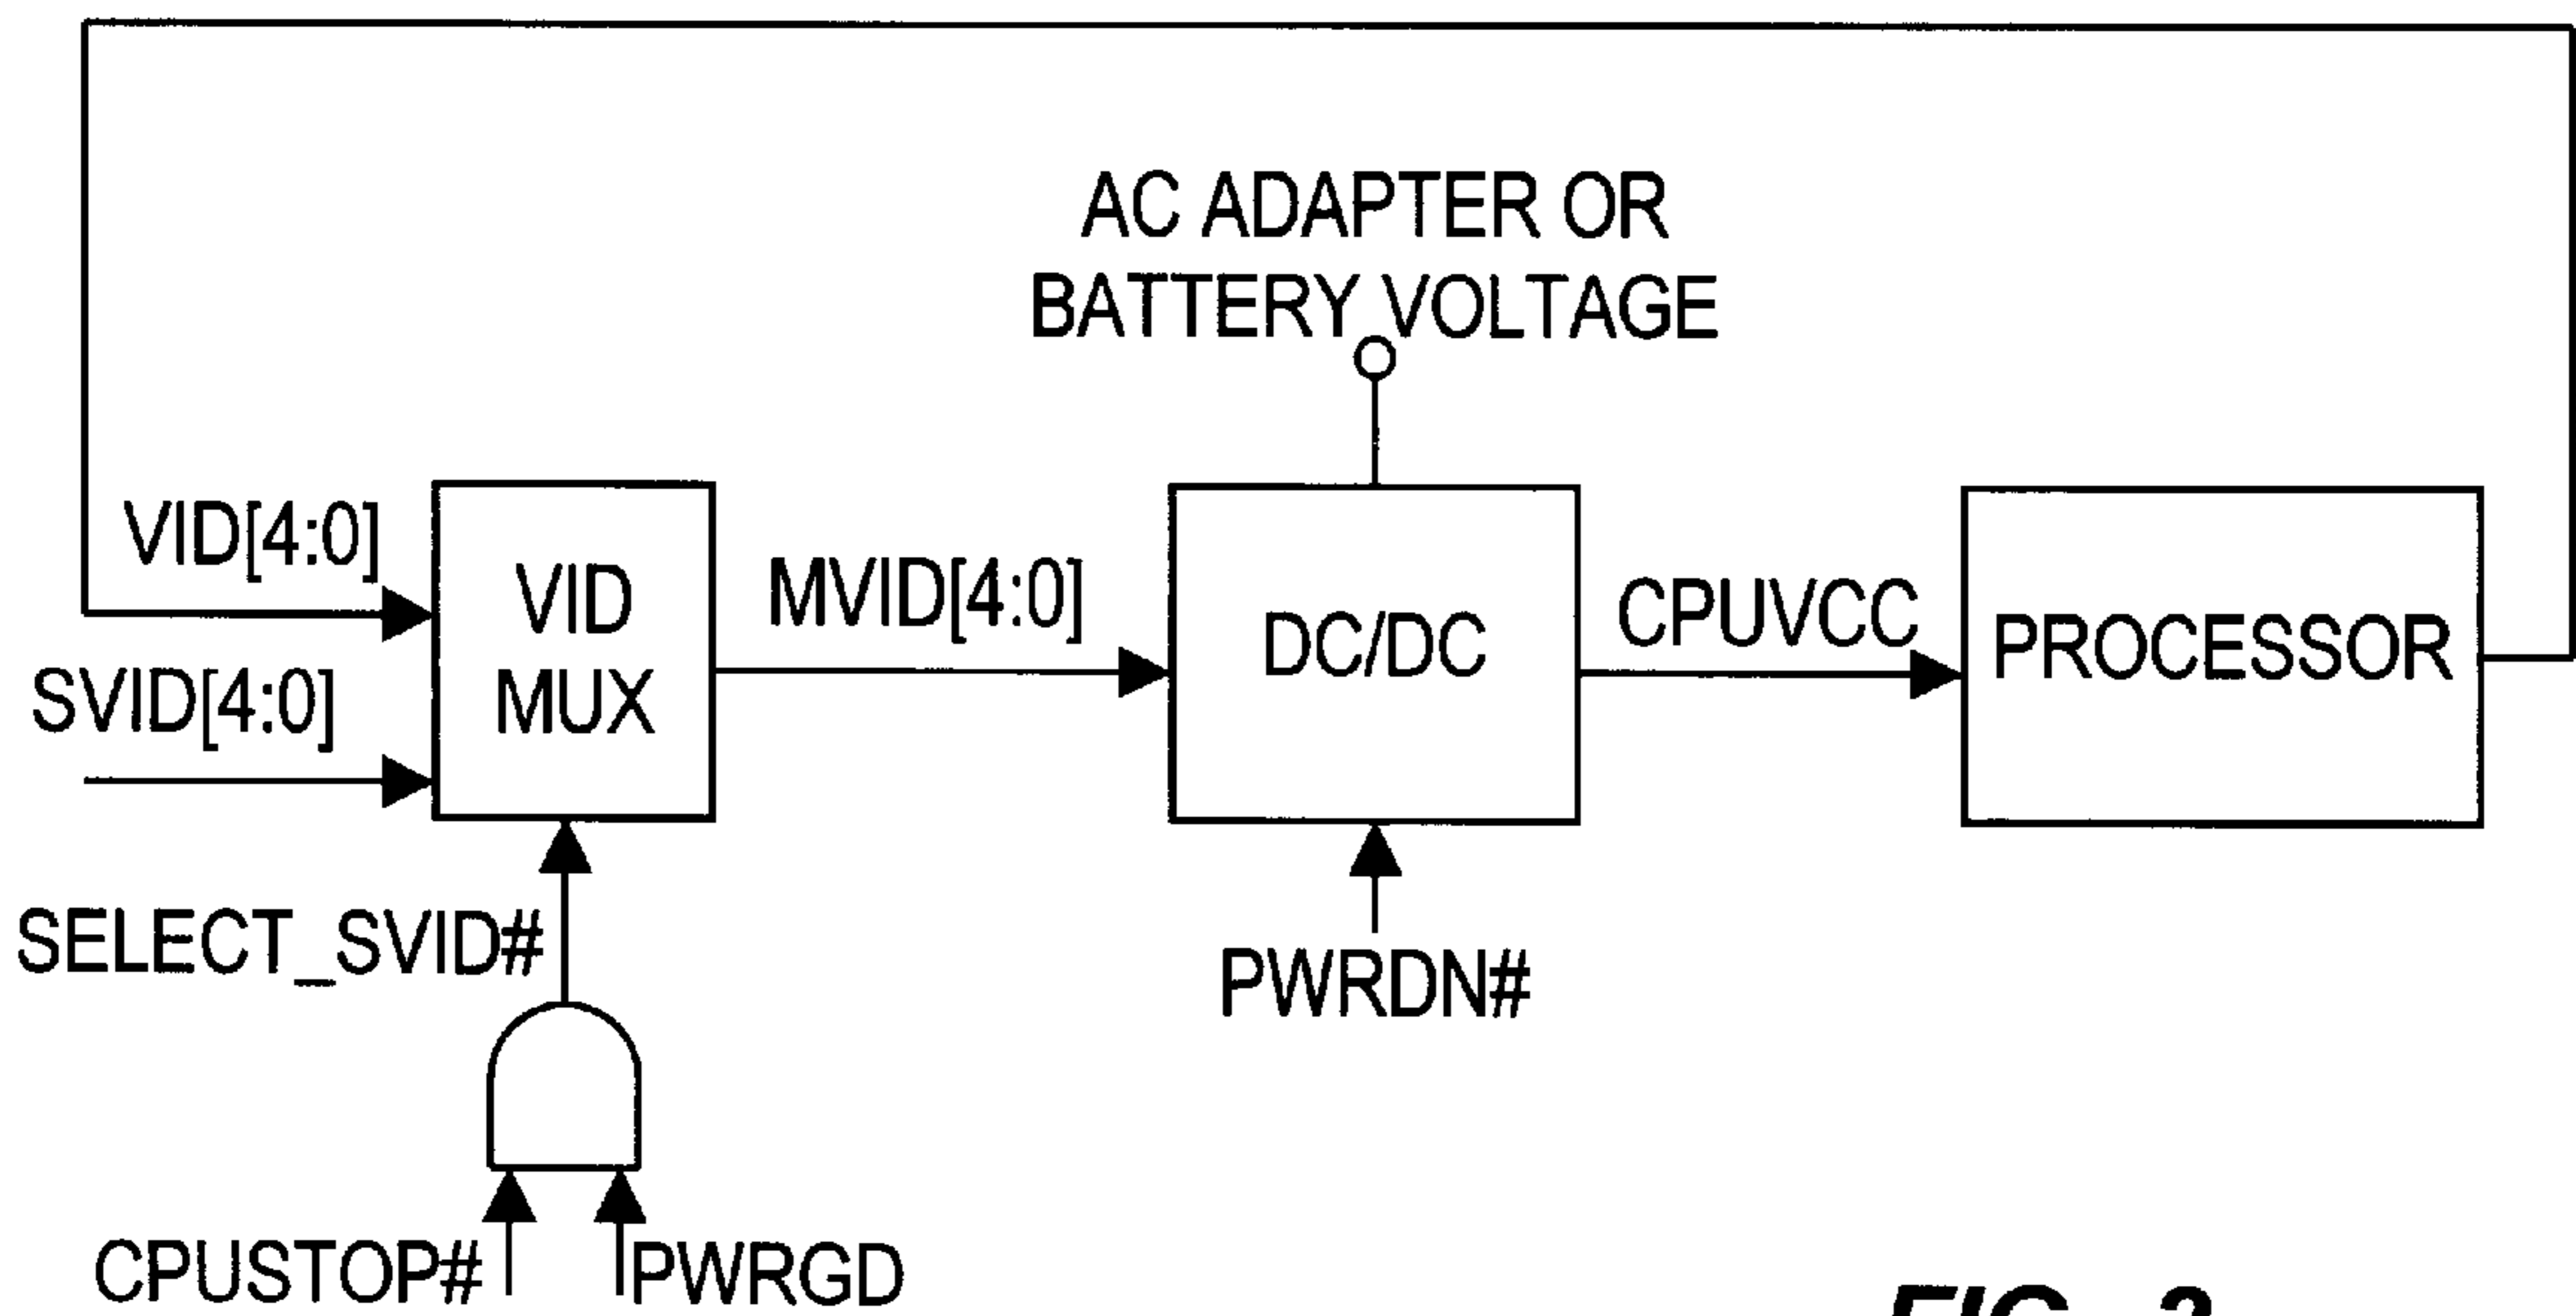 AC ADAPTER OR
BATTERY VOLTAGE
VID[4:0]
SVID[4:0]
VID
MUX
MVID[4:0]
DC/DC
CPUVCC
PROCESSOR
SELECT_SVID#
PWRDN#
CPUSTOP#
PWRGD